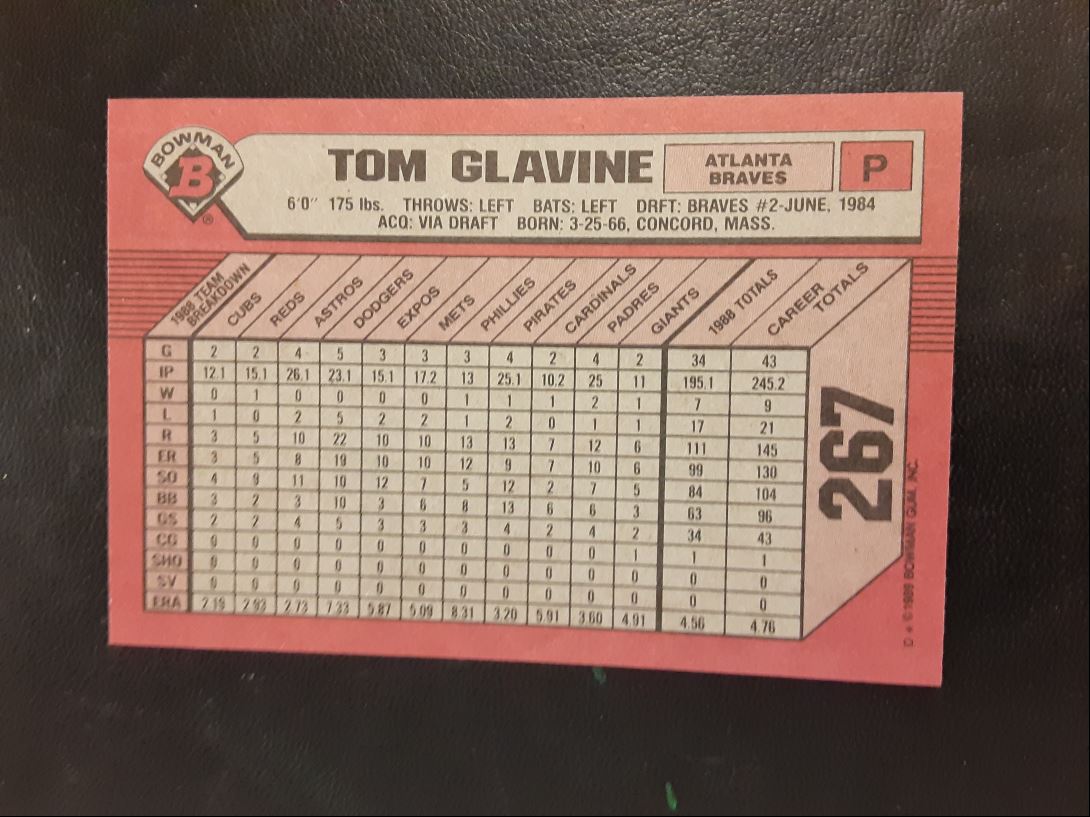 BOWMAN
B
®
TOM GLAVINE
ATLANTA
BRAVES
P
6'0" 175 lbs. THROWS: LEFT BATS: LEFT DRFT: BRAVES #2-JUNE, 1984
ACQ: VIA DRAFT BORN: 3-25-66, CONCORD, MASS.
1988 TEAM BREAKDOWN CUBS REDS ASTROS DODGERS EXPOS METS PHILLIES PIRATES CARDINALS PADRES GIANTS 1988 TOTALS CAREER TOTALS
G 2 2 4 5 3 3 3 4 2 4 2 34 43
IP 12.1 15.1 26.1 23.1 15.1 17.2 13 25.1 10.2 25 11 195.1 245.2
W 0 1 0 0 0 0 1 1 1 2 1 7 9
L 1 0 2 5 2 2 1 2 0 1 1 17 21
R 3 5 10 22 10 10 13 13 7 12 6 111 145
ER 3 5 8 19 10 10 12 9 7 10 6 99 130
SO 4 9 11 10 12 7 5 12 2 7 5 84 104
BB 3 2 3 10 3 6 8 13 6 6 3 63 96
GS 2 2 4 5 3 3 3 4 2 4 2 34 43
CG 0 0 0 0 0 0 0 0 0 0 1 1 1
SHO 0 0 0 0 0 0 0 0 0 0 0 0 0
SV 0 0 0 0 0 0 0 0 0 0 0 0 0
ERA 2.19 2.93 2.73 7.33 5.87 5.09 8.31 3.20 5.91 3.60 4.91 4.56 4.76
267
D * © 1989 BOWMAN GUM, INC.